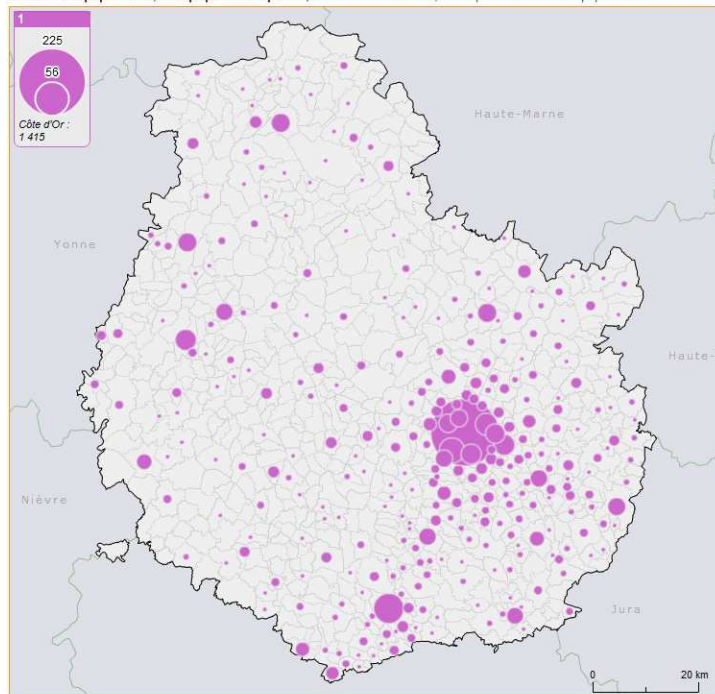 1
225
56
Côte d'Or :
1 415
Haute-Marne
Yonne
Haute-
Nièvre
Jura
0 20 km